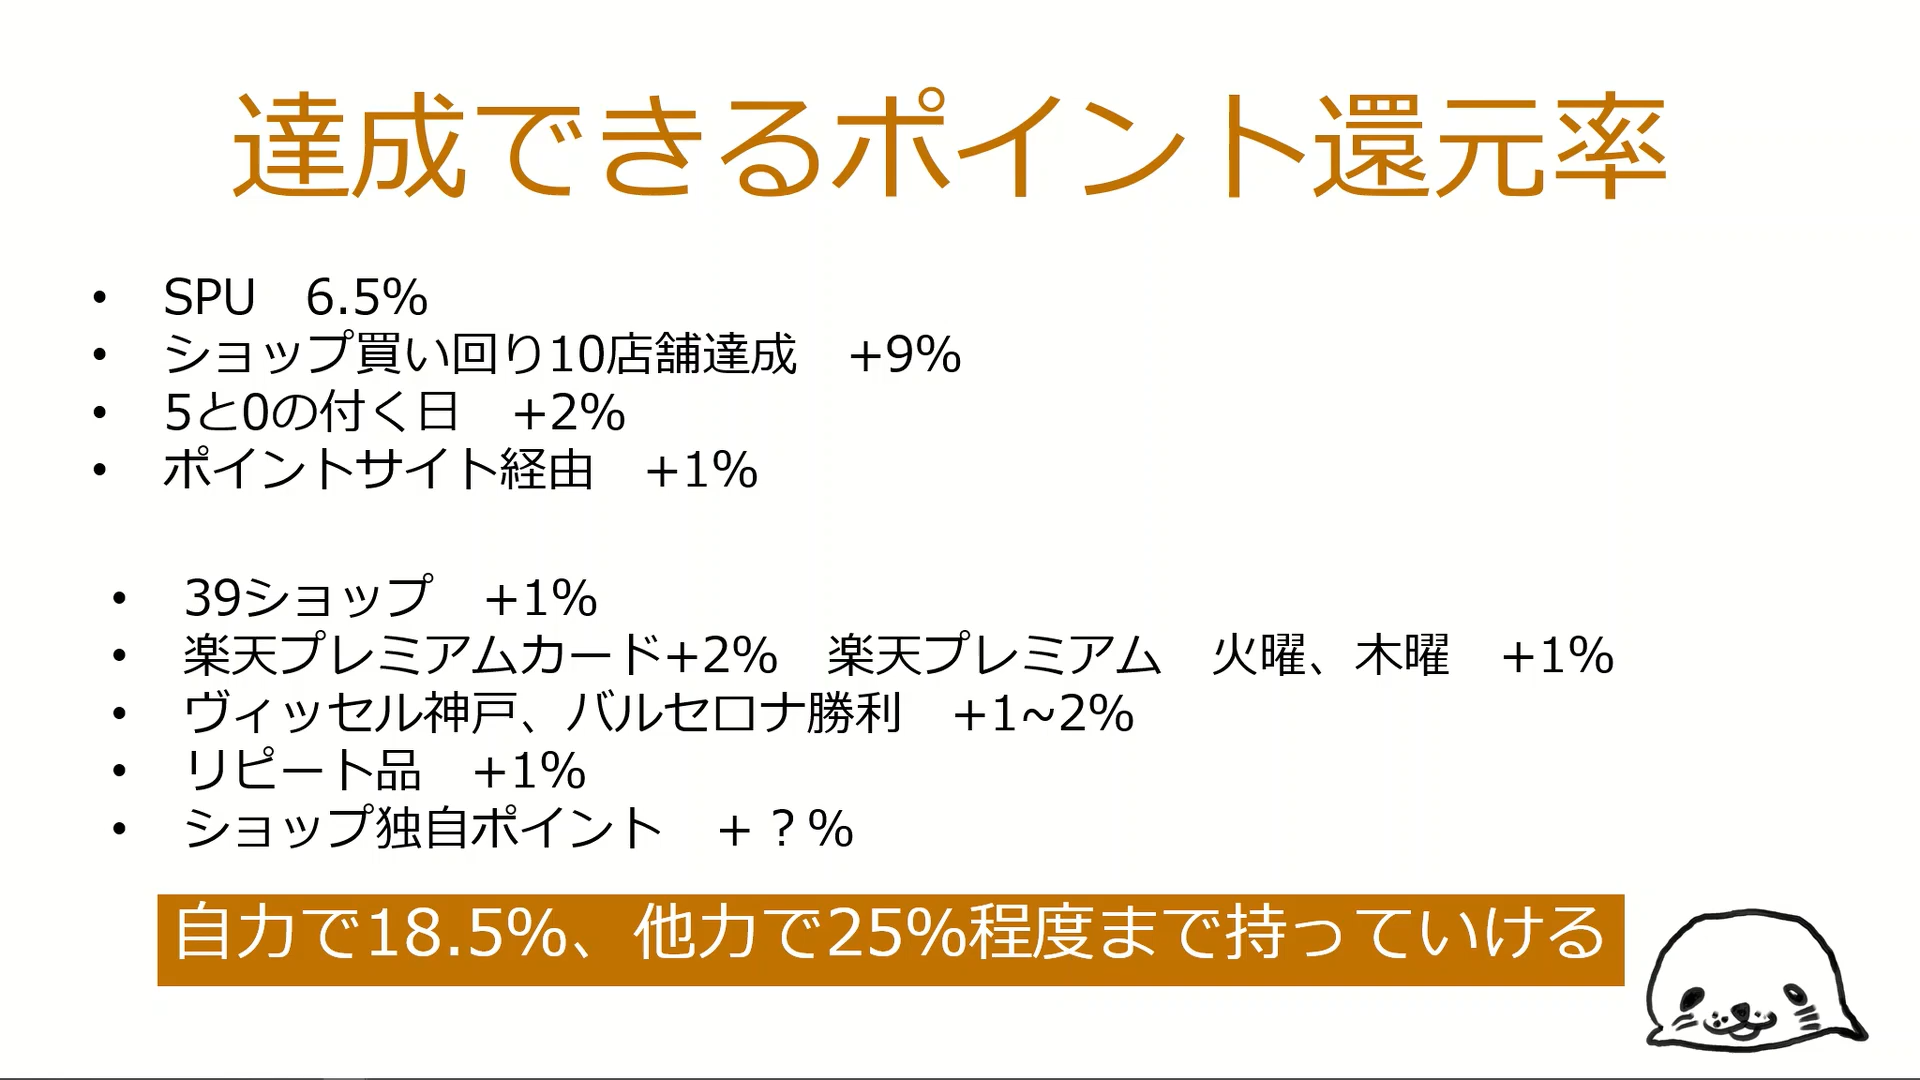 達成できるポイント還元率
• SPU　6.5%
• ショップ買い回り10店舗達成　+9%
• 5と0の付く日　+2%
• ポイントサイト経由　+1%
• 39ショップ　+1%
• 楽天プレミアムカード+2%　楽天プレミアム　火曜、木曜　+1%
• ヴィッセル神戸、バルセロナ勝利　+1~2%
• リピート品　+1%
• ショップ独自ポイント　+？%
自力で18.5%、他力で25%程度まで持っていける